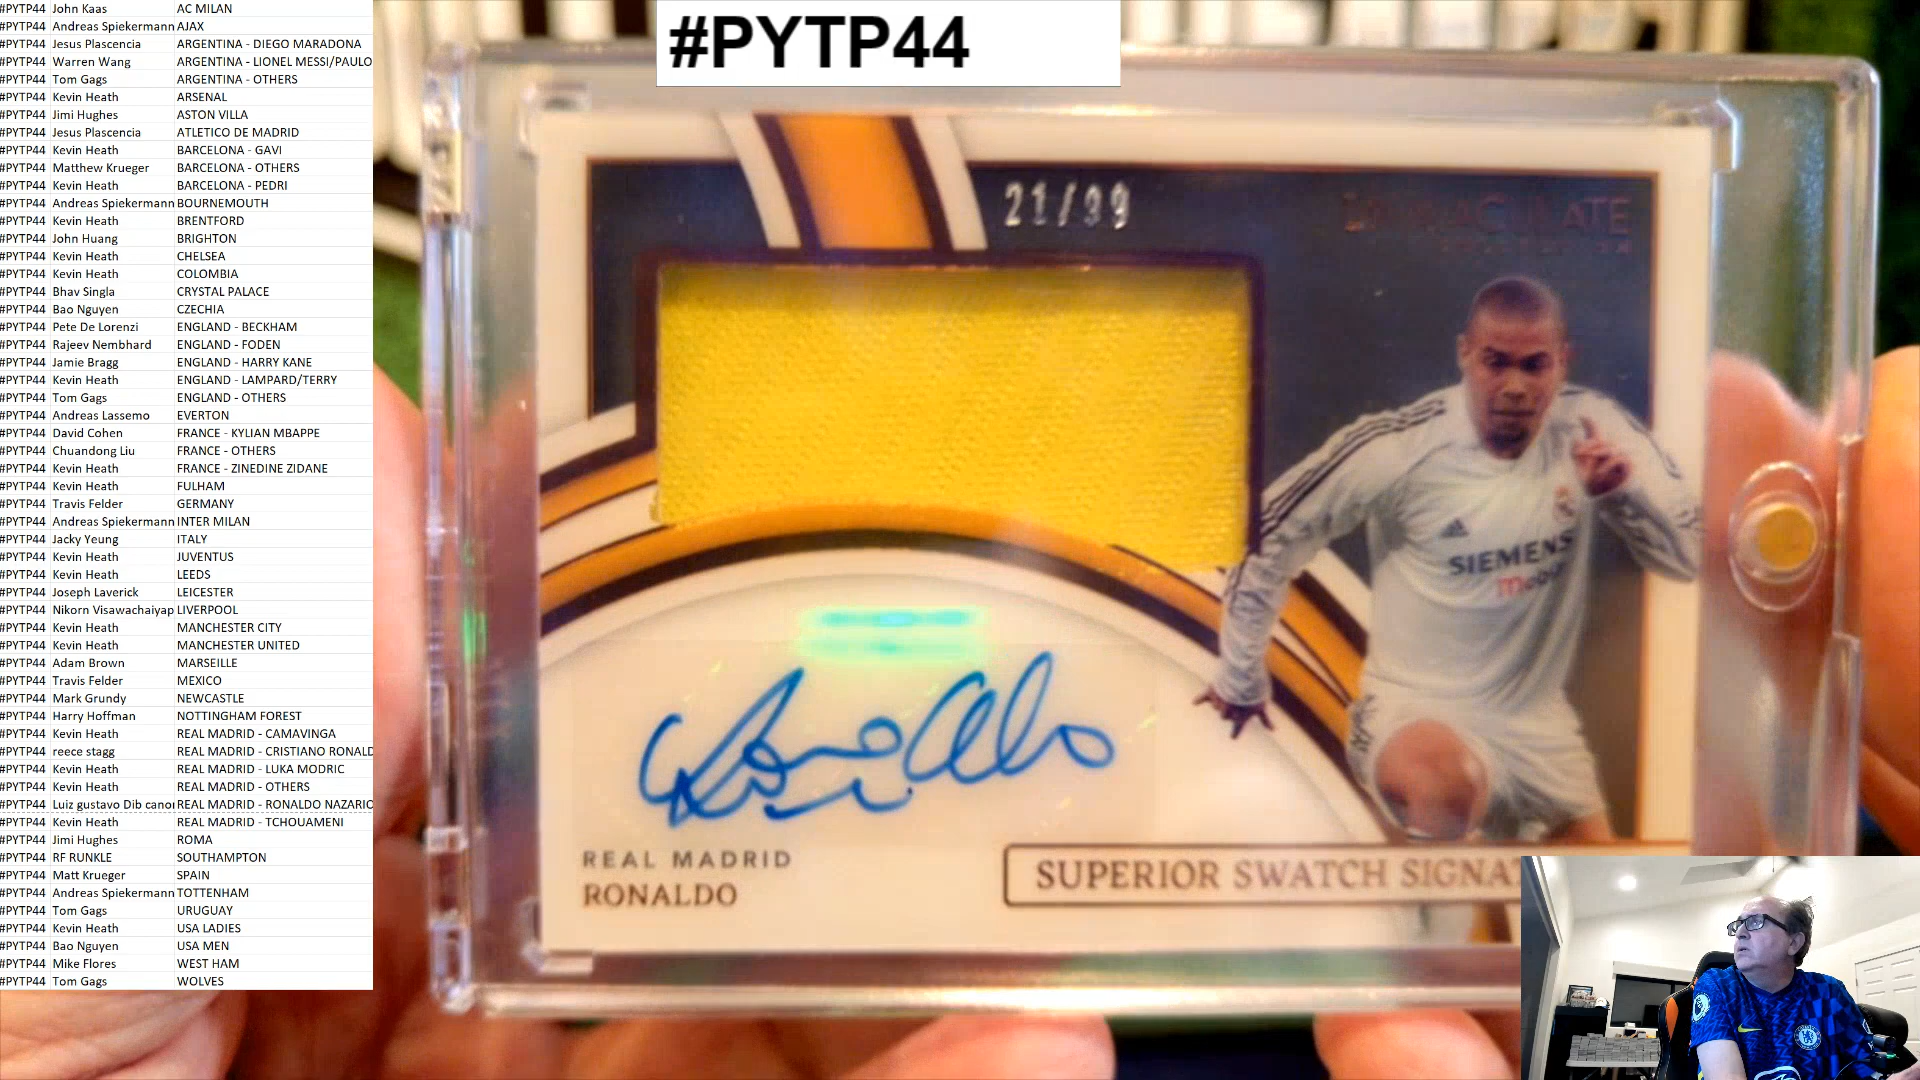 #PYTP44 John Kaas AC MILAN
#PYTP44 Andreas Spiekermann AJAX
#PYTP44 Jesus Plascencia ARGENTINA - DIEGO MARADONA
#PYTP44 Warren Wang ARGENTINA - LIONEL MESSI/PAULO
#PYTP44 Tom Gags ARGENTINA - OTHERS
#PYTP44 Kevin Heath ARSENAL
#PYTP44 Jimi Hughes ASTON VILLA
#PYTP44 Jesus Plascencia ATLETICO DE MADRID
#PYTP44 Kevin Heath BARCELONA - GAVI
#PYTP44 Matthew Krueger BARCELONA - OTHERS
#PYTP44 Kevin Heath BARCELONA - PEDRI
#PYTP44 Andreas Spiekermann BOURNEMOUTH
#PYTP44 Kevin Heath BRENTFORD
#PYTP44 John Huang BRIGHTON
#PYTP44 Kevin Heath CHELSEA
#PYTP44 Kevin Heath COLOMBIA
#PYTP44 Bhav Singla CRYSTAL PALACE
#PYTP44 Bao Nguyen CZECHIA
#PYTP44 Pete De Lorenzi ENGLAND - BECKHAM
#PYTP44 Rajeev Nembhard ENGLAND - FODEN
#PYTP44 Jamie Bragg ENGLAND - HARRY KANE
#PYTP44 Kevin Heath ENGLAND - LAMPARD/TERRY
#PYTP44 Tom Gags ENGLAND - OTHERS
#PYTP44 Andreas Lassemo EVERTON
#PYTP44 David Cohen FRANCE - KYLIAN MBAPPE
#PYTP44 Chuandong Liu FRANCE - OTHERS
#PYTP44 Kevin Heath FRANCE - ZINEDINE ZIDANE
#PYTP44 Kevin Heath FULHAM
#PYTP44 Travis Felder GERMANY
#PYTP44 Andreas Spiekermann INTER MILAN
#PYTP44 Jacky Yeung ITALY
#PYTP44 Kevin Heath JUVENTUS
#PYTP44 Kevin Heath LEEDS
#PYTP44 Joseph Laverick LEICESTER
#PYTP44 Nikorn Visawachaiyap LIVERPOOL
#PYTP44 Kevin Heath MANCHESTER CITY
#PYTP44 Kevin Heath MANCHESTER UNITED
#PYTP44 Adam Brown MARSEILLE
#PYTP44 Travis Felder MEXICO
#PYTP44 Mark Grundy NEWCASTLE
#PYTP44 Harry Hoffman NOTTINGHAM FOREST
#PYTP44 Kevin Heath REAL MADRID - CAMAVINGA
#PYTP44 reece stagg REAL MADRID - CRISTIANO RONALD
#PYTP44 Kevin Heath REAL MADRID - LUKA MODRIC
#PYTP44 Kevin Heath REAL MADRID - OTHERS
#PYTP44 Luiz gustavo Dib canoi REAL MADRID - RONALDO NAZARIO
#PYTP44 Kevin Heath REAL MADRID - TCHOUAMENI
#PYTP44 Jimi Hughes ROMA
#PYTP44 RF RUNKLE SOUTHAMPTON
#PYTP44 Matt Krueger SPAIN
#PYTP44 Andreas Spiekermann TOTTENHAM
#PYTP44 Tom Gags URUGUAY
#PYTP44 Kevin Heath USA LADIES
#PYTP44 Bao Nguyen USA MEN
#PYTP44 Mike Flores WEST HAM
#PYTP44 Tom Gags WOLVES
#PYTP44
21/99
IMMACULATE
SIEMENS
Ronaldo
REAL MADRID
RONALDO
SUPERIOR SWATCH SIGNA